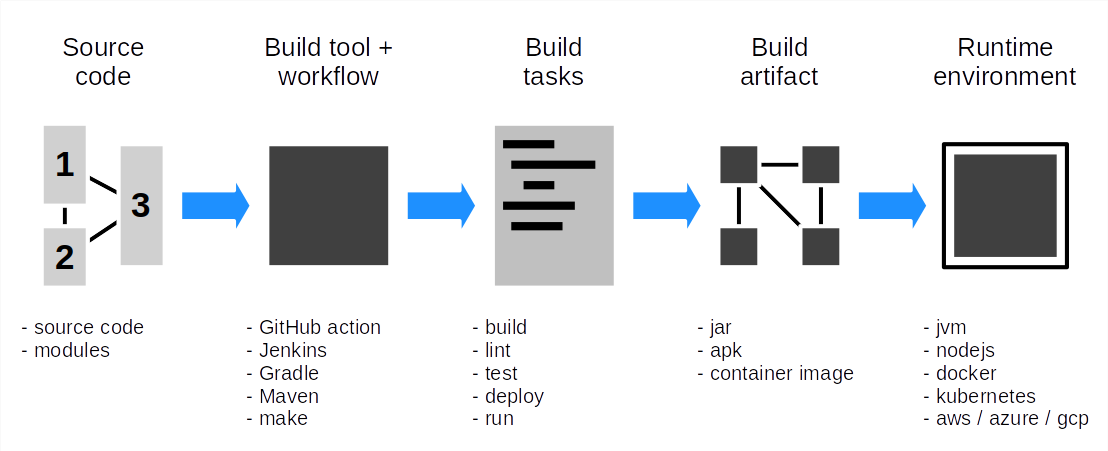 Source
code
Build tool +
workflow
Build
tasks
Build
artifact
Runtime
environment
1
2
3
- source code
- modules
- GitHub action
- Jenkins
- Gradle
- Maven
- make
- build
- lint
- test
- deploy
- run
- jar
- apk
- container image
- jvm
- nodejs
- docker
- kubernetes
- aws / azure / gcp